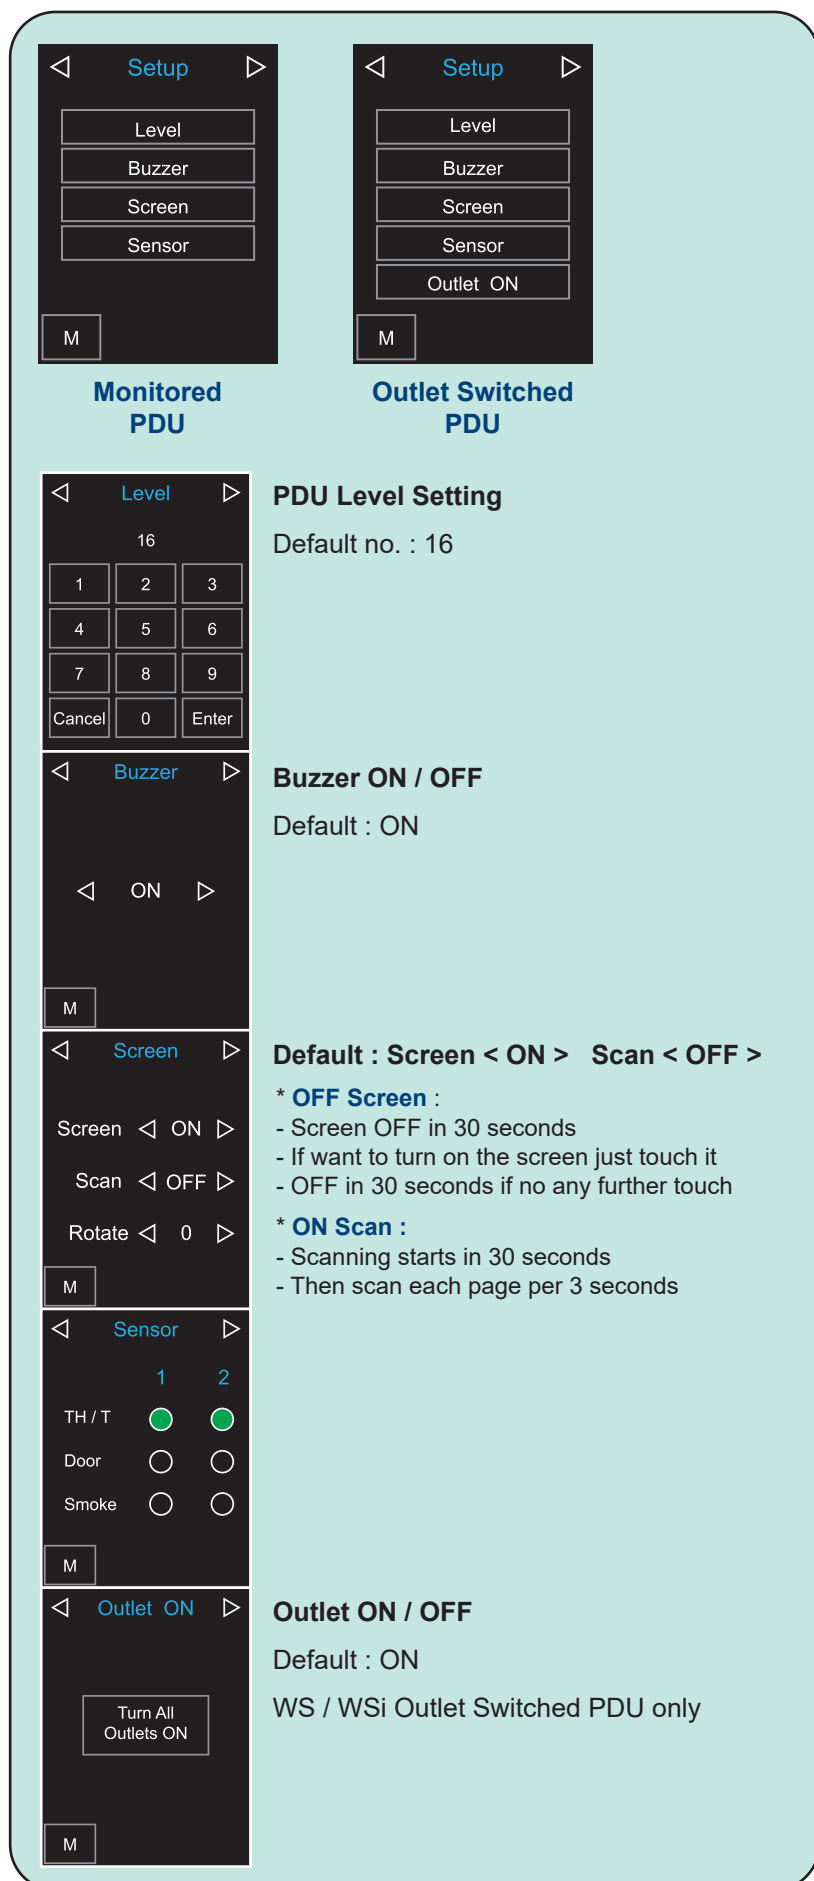 Setup
Level
Buzzer
Screen
Sensor
M
Monitored
PDU
Setup
Level
Buzzer
Screen
Sensor
Outlet ON
M
Outlet Switched
PDU
Level
16
1 2 3
4 5 6
7 8 9
Cancel 0 Enter
PDU Level Setting
Default no. : 16
Buzzer
ON
M
Buzzer ON / OFF
Default : ON
Screen
Screen ON
Scan OFF
Rotate 0
M
Default : Screen < ON > Scan < OFF >
* OFF Screen :
- Screen OFF in 30 seconds
- If want to turn on the screen just touch it
- OFF in 30 seconds if no any further touch
* ON Scan :
- Scanning starts in 30 seconds
- Then scan each page per 3 seconds
Sensor
1 2
TH / T
Door
Smoke
M
Outlet ON
Turn All
Outlets ON
M
Outlet ON / OFF
Default : ON
WS / WSi Outlet Switched PDU only